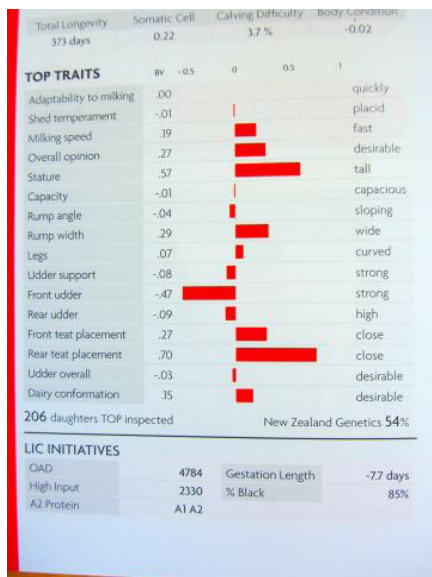 Total Longevity Somatic Cell Calving Difficulty Body Condition
373 days 0.22 3.7 % -0.02
TOP TRAITS BV -0.5 0 0.5 1
Adaptability to milking .00 quickly
Shed temperament -.01 placid
Milking speed .19 fast
Overall opinion .27 desirable
Stature .57 tall
Capacity -.01 capacious
Rump angle -.04 sloping
Rump width .29 wide
Legs .07 curved
Udder support -.08 strong
Front udder -.47 strong
Rear udder -.09 high
Front teat placement .27 close
Rear teat placement .70 close
Udder overall -.03 desirable
Dairy conformation .15 desirable
206 daughters TOP inspected New Zealand Genetics 54%
LIC INITIATIVES
OAD 4784 Gestation Length -7.7 days
High Input 2330 % Black 85%
A2 Protein A1 A2